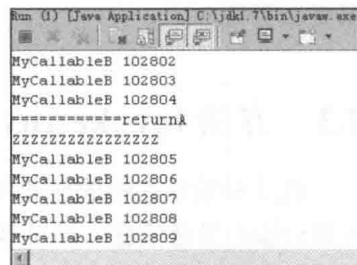 Run (1) [Java Application] C:\jdk1.7\bin\javaw.exe
MyCallableB 102802
MyCallableB 102803
MyCallableB 102804
============returnA
zzzzzzzzzzzzzzzz
MyCallableB 102805
MyCallableB 102806
MyCallableB 102807
MyCallableB 102808
MyCallableB 102809